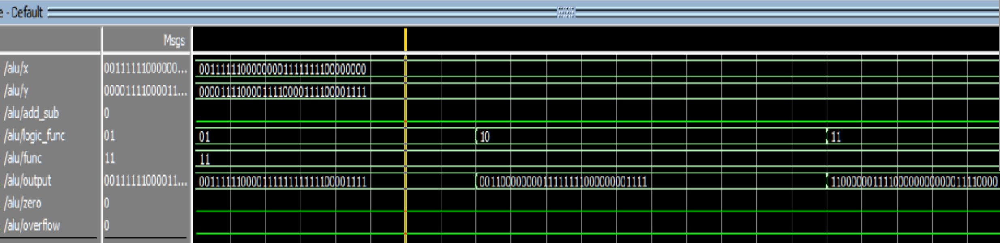 e - Default
Msgs
/alu/x 00111111000000... 00111111000000001111111100000000
/alu/y 00001111000011... 00001111000011110000111100001111
/alu/add_sub 0
/alu/logic_func 01 01 10 11
/alu/func 11 11
/alu/output 00111111000011... 00111111000011111111111100001111 00110000000011111111000000001111 11000000111100000000000011110000
/alu/zero 0
/alu/overflow 0